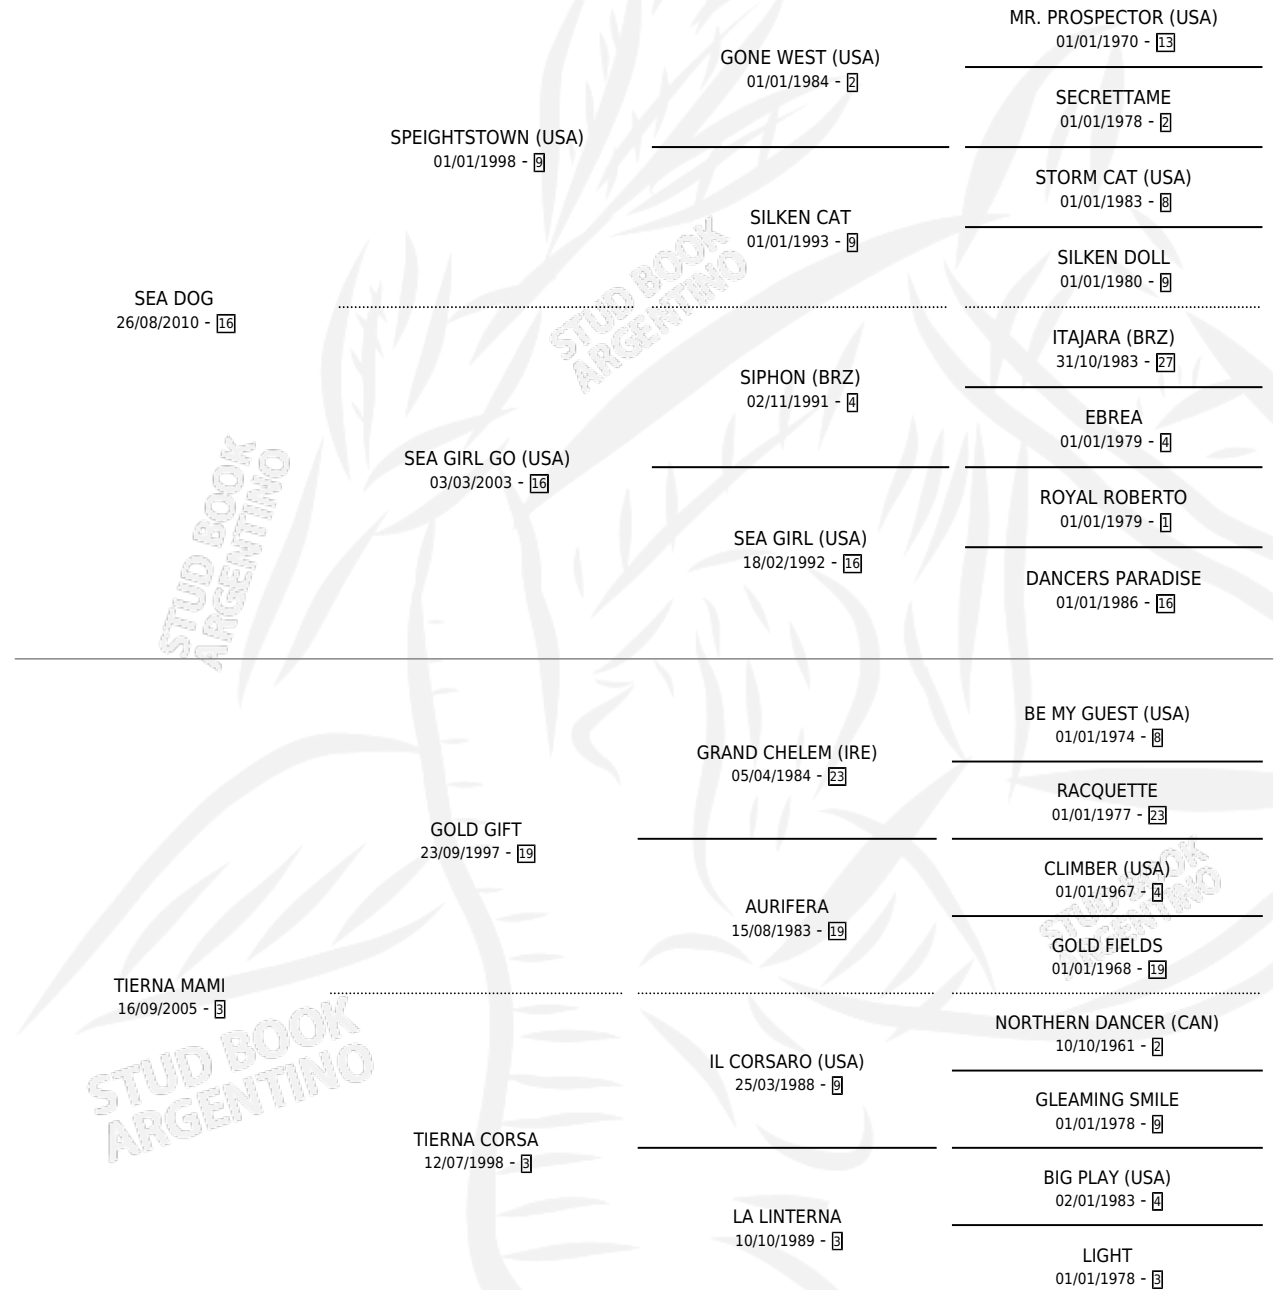 MR. PROSPECTOR (USA)
01/01/1970 - 13
GONE WEST (USA)
01/01/1984 - 2
SECRETTAME
01/01/1978 - 2
SPEIGHTSTOWN (USA)
01/01/1998 - 9
STORM CAT (USA)
01/01/1983 - 8
SILKEN CAT
01/01/1993 - 9
SILKEN DOLL
01/01/1980 - 9
SEA DOG
26/08/2010 - 16
ITAJARA (BRZ)
31/10/1983 - 27
SIPHON (BRZ)
02/11/1991 - 4
EBREA
01/01/1979 - 4
SEA GIRL GO (USA)
03/03/2003 - 16
ROYAL ROBERTO
01/01/1979 - 1
SEA GIRL (USA)
18/02/1992 - 16
DANCERS PARADISE
01/01/1986 - 16
BE MY GUEST (USA)
01/01/1974 - 8
GRAND CHELEM (IRE)
05/04/1984 - 23
RACQUETTE
01/01/1977 - 23
GOLD GIFT
23/09/1997 - 19
CLIMBER (USA)
01/01/1967 - 4
AURIFERA
15/08/1983 - 19
GOLD FIELDS
01/01/1968 - 19
TIERNA MAMI
16/09/2005 - 3
NORTHERN DANCER (CAN)
10/10/1961 - 2
IL CORSARO (USA)
25/03/1988 - 9
GLEAMING SMILE
01/01/1978 - 9
TIERNA CORSA
12/07/1998 - 3
BIG PLAY (USA)
02/01/1983 - 4
LA LINTERNA
10/10/1989 - 3
LIGHT
01/01/1978 - 3
STUD BOOK
ARGENTINO
STUD BOOK
ARGENTINO
STUD BOOK
ARGENTINO
STUD BOOK
ARGENTINO